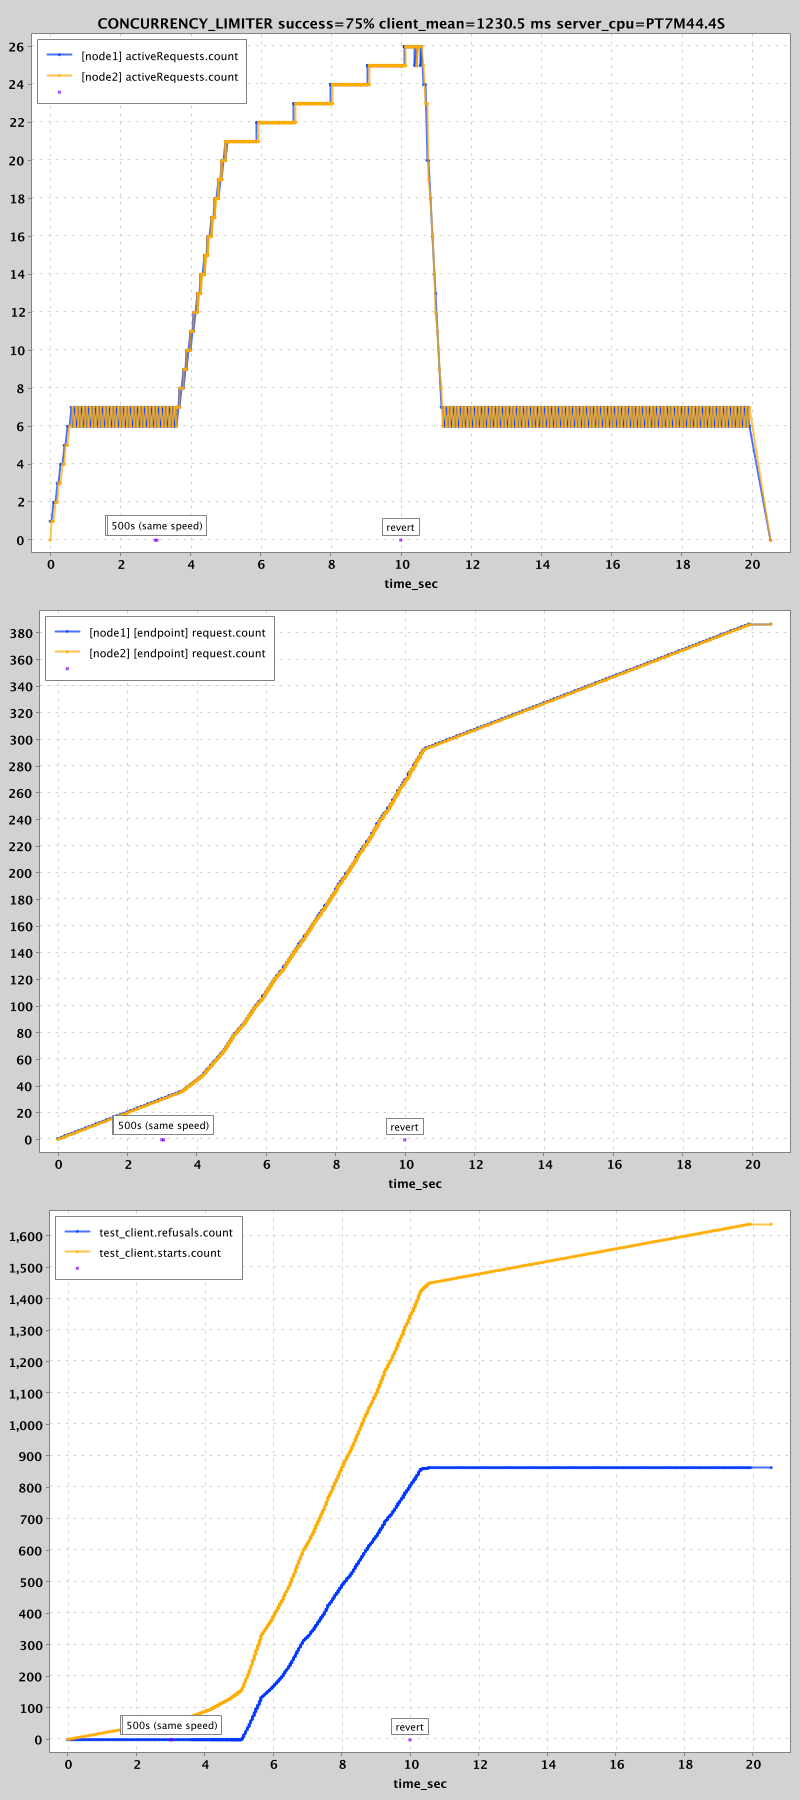 CONCURRENCY_LIMITER success=75% client_mean=1230.5 ms server_cpu=PT7M44.4S
[node1] activeRequests.count
[node2] activeRequests.count
26
24
22
20
18
16
14
12
10
8
6
4
2
0
500s (same speed)
revert
0 2 4 6 8 10 12 14 16 18 20
time_sec
[node1] [endpoint] request.count
[node2] [endpoint] request.count
380
360
340
320
300
280
260
240
220
200
180
160
140
120
100
80
60
40
20
0
500s (same speed)
revert
0 2 4 6 8 10 12 14 16 18 20
time_sec
test_client.refusals.count
test_client.starts.count
1,600
1,500
1,400
1,300
1,200
1,100
1,000
900
800
700
600
500
400
300
200
100
0
500s (same speed)
revert
0 2 4 6 8 10 12 14 16 18 20
time_sec